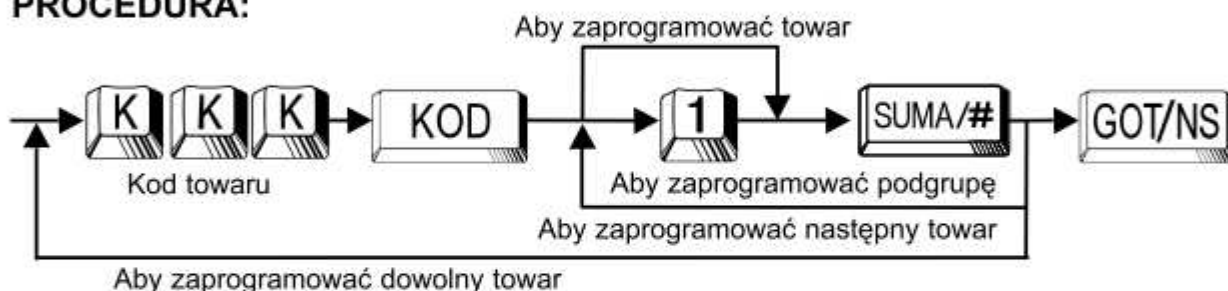 PROCEDURA:
Aby zaprogramować towar
K K K KOD 1 SUMA/# GOT/NS
Kod towaru
Aby zaprogramować podgrupę
Aby zaprogramować następny towar
Aby zaprogramować dowolny towar